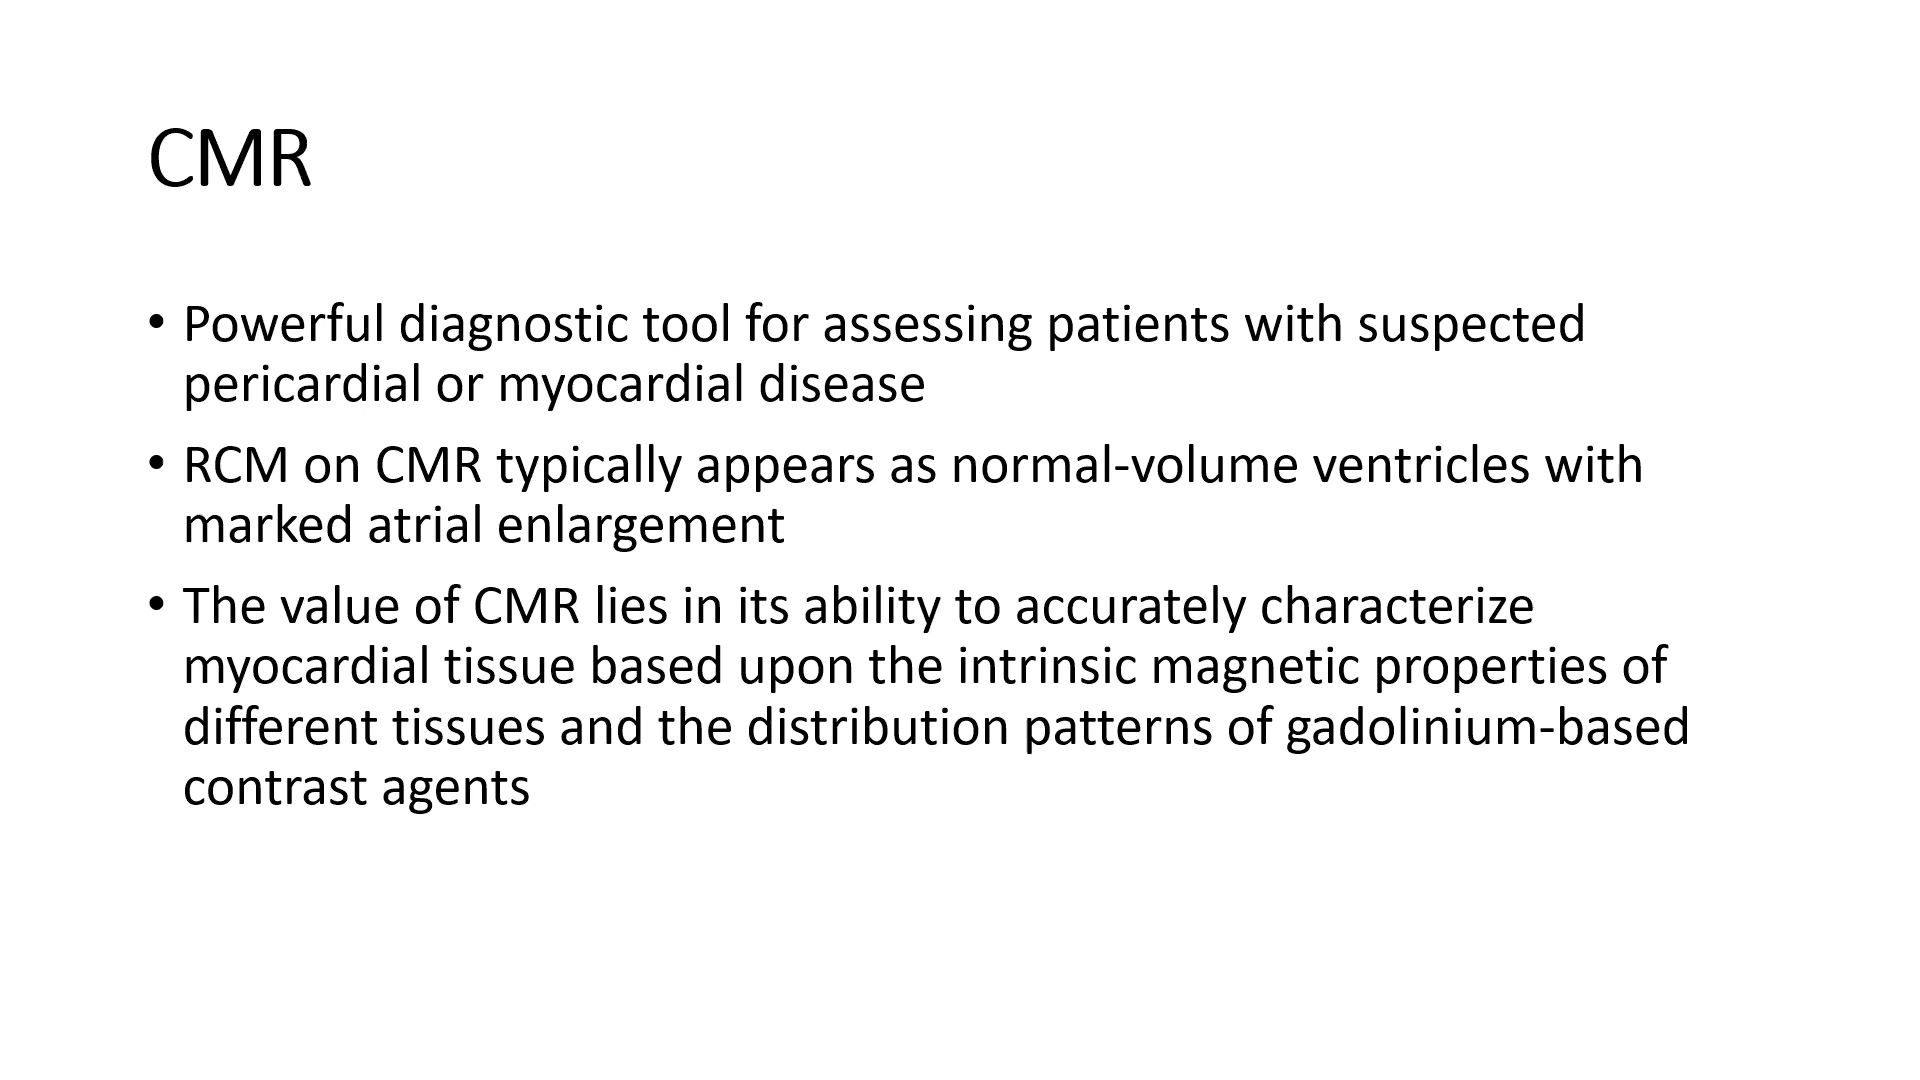 CMR
• Powerful diagnostic tool for assessing patients with suspected
pericardial or myocardial disease
• RCM on CMR typically appears as normal-volume ventricles with
marked atrial enlargement
• The value of CMR lies in its ability to accurately characterize
myocardial tissue based upon the intrinsic magnetic properties of
different tissues and the distribution patterns of gadolinium-based
contrast agents